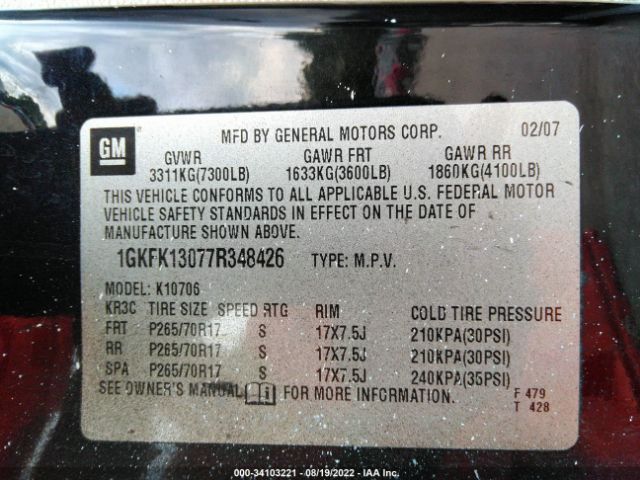 GM
MFD BY GENERAL MOTORS CORP. 02/07
GVWR GAWR FRT GAWR RR
3311KG(7300LB) 1633KG(3600LB) 1860KG(4100LB)
THIS VEHICLE CONFORMS TO ALL APPLICABLE U.S. FEDERAL MOTOR
VEHICLE SAFETY STANDARDS IN EFFECT ON THE DATE OF
MANUFACTURE SHOWN ABOVE.
1GKFK13077R348426 TYPE: M.P.V.
MODEL: K10706
KR3C TIRE SIZE SPEED RTG RIM COLD TIRE PRESSURE
FRT P265/70R17 S 17X7.5J 210KPA(30PSI)
RR P265/70R17 S 17X7.5J 210KPA(30PSI)
SPA P265/70R17 S 17X7.5J 240KPA(35PSI)
SEE OWNER'S MANUAL FOR MORE INFORMATION. F 479
T 428
000-34103221 - 08/19/2022 - IAA Inc.